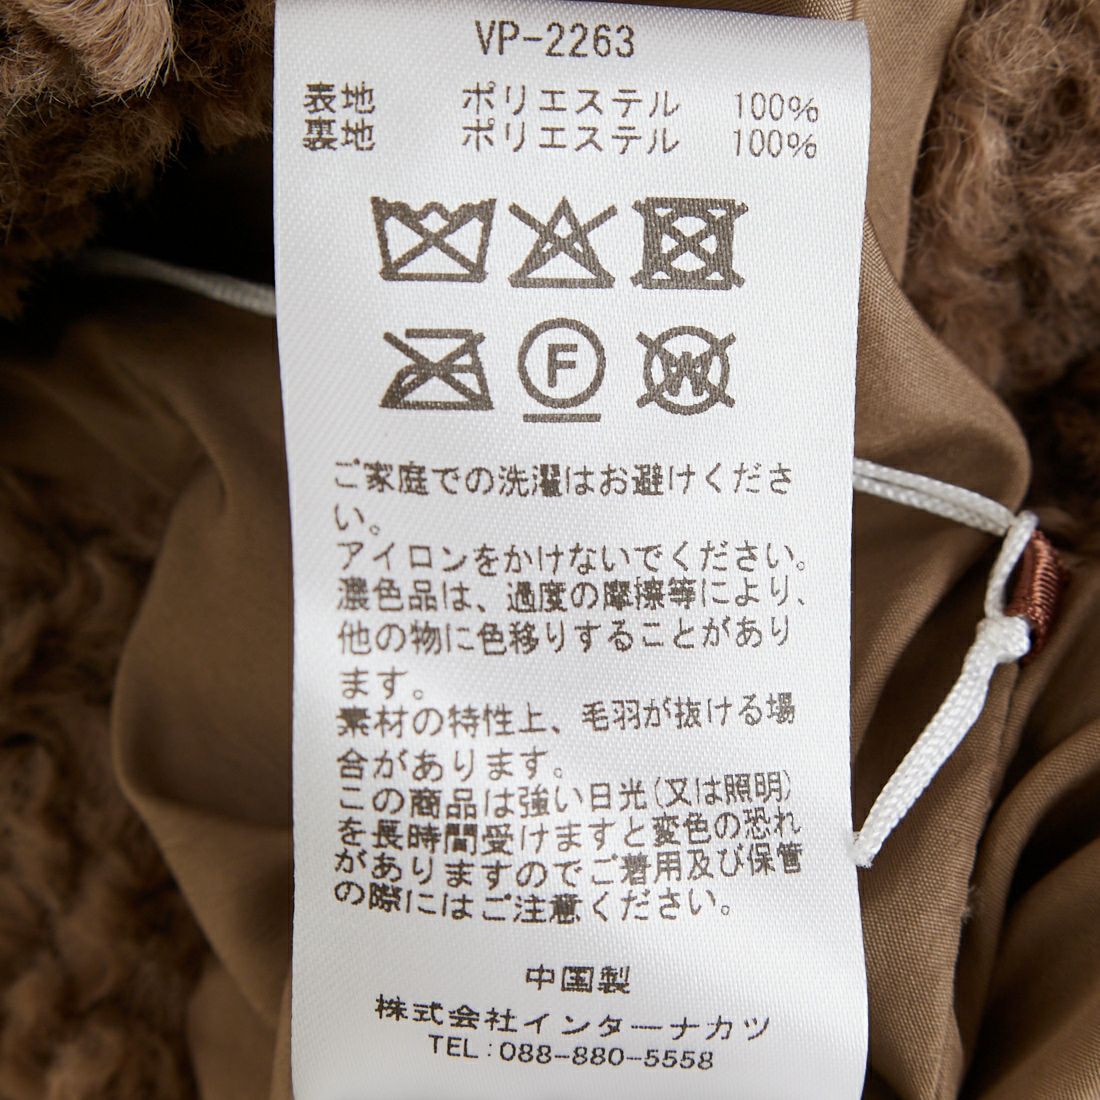 VP-2263
表地 ポリエステル 100%
裏地 ポリエステル 100%
F W
ご家庭での洗濯はお避けくださ
い。
アイロンをかけないでください。
濃色品は、過度の摩擦等により、
他の物に色移りすることがあり
ます。
素材の特性上、毛羽が抜ける場
合があります。
この商品は強い日光(又は照明)
を長時間受けますと変色の恐れ
がありますのでご着用及び保管
の際にはご注意ください。
中国製
株式会社インターナカツ
TEL:088-880-5558